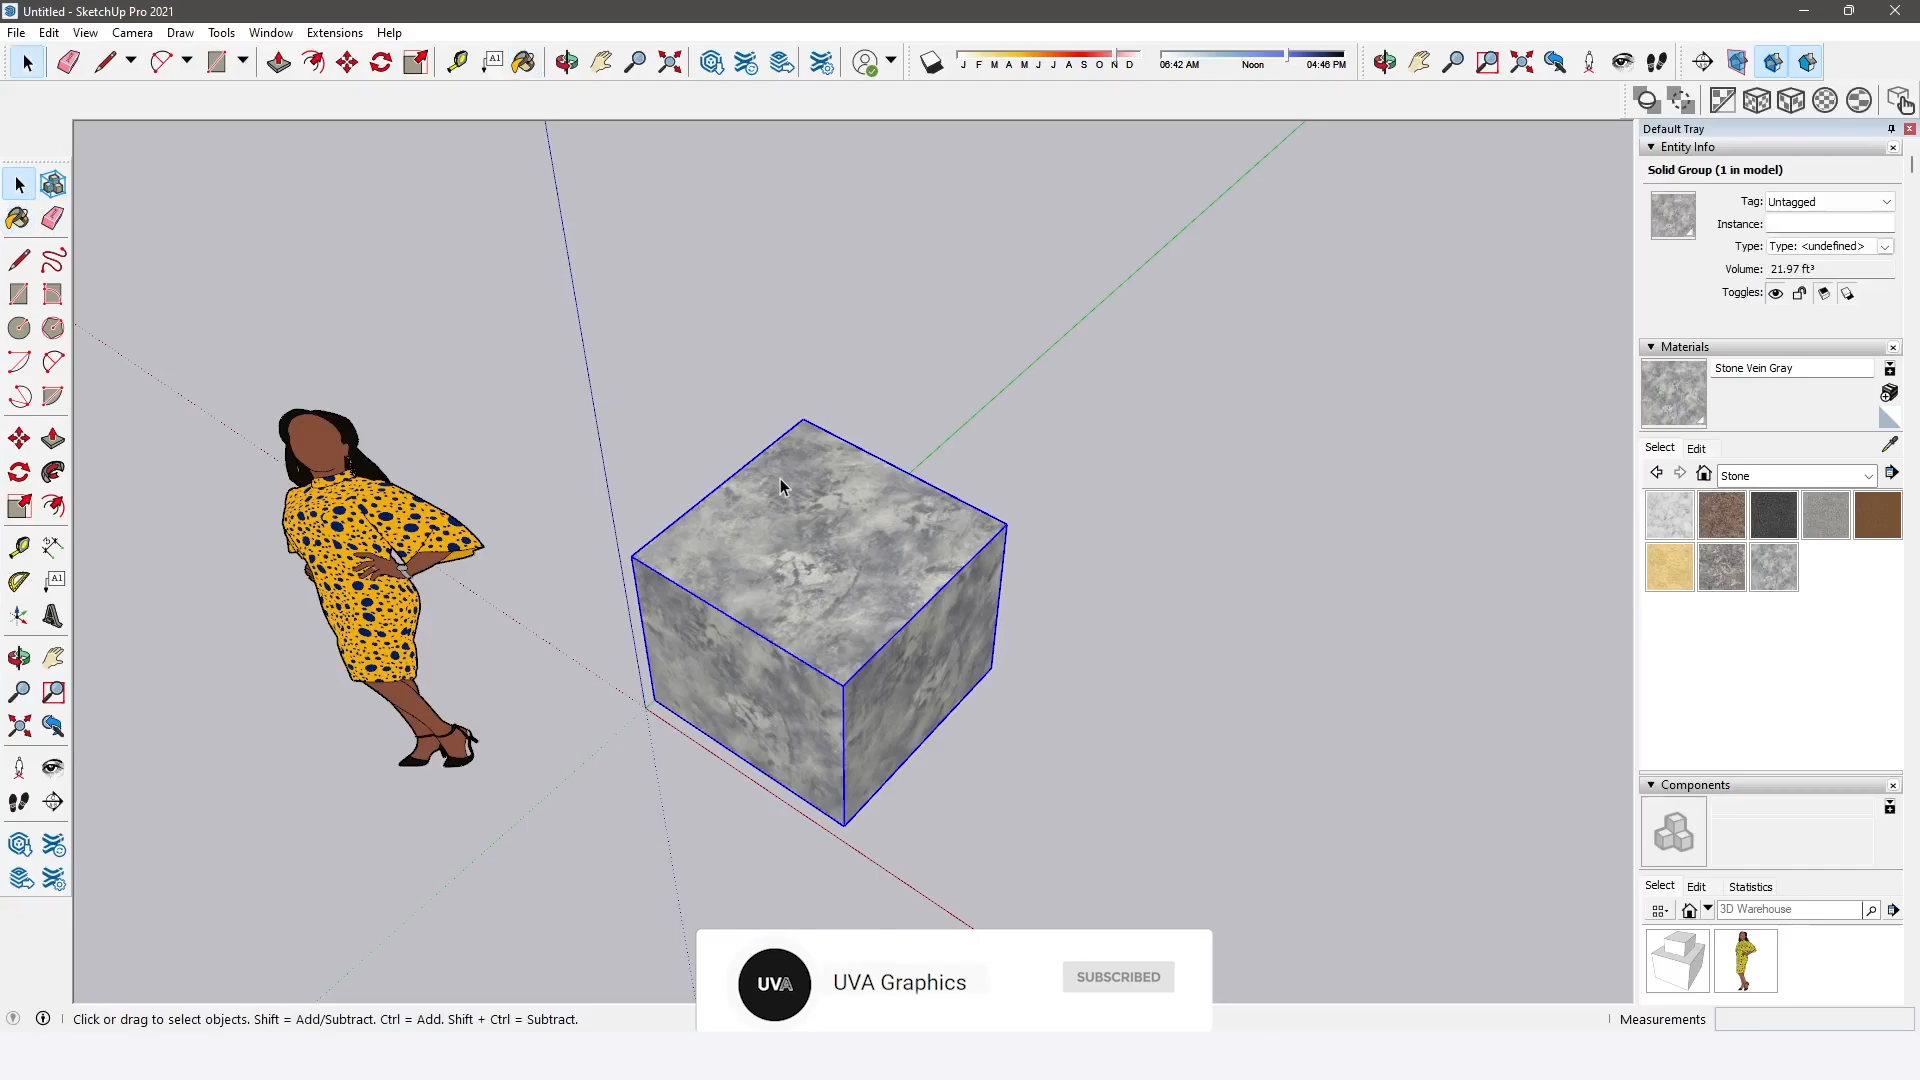 Untitled - SketchUp Pro 2021
File Edit View Camera Draw Tools Window Extensions Help
J F M A M J J A S O N D
06:42 AM Noon 04:46 PM
A1
Default Tray
Entity Info
Solid Group (1 in model)
Tag: Untagged
Instance:
Type: Type: <undefined>
Volume: 21.97 ft³
Toggles:
Materials
Stone Vein Gray
Select Edit
Stone
A1
Components
Select Edit Statistics
3D Warehouse
UVA
UVA Graphics
SUBSCRIBED
Click or drag to select objects. Shift = Add/Subtract. Ctrl = Add. Shift + Ctrl = Subtract.
Measurements